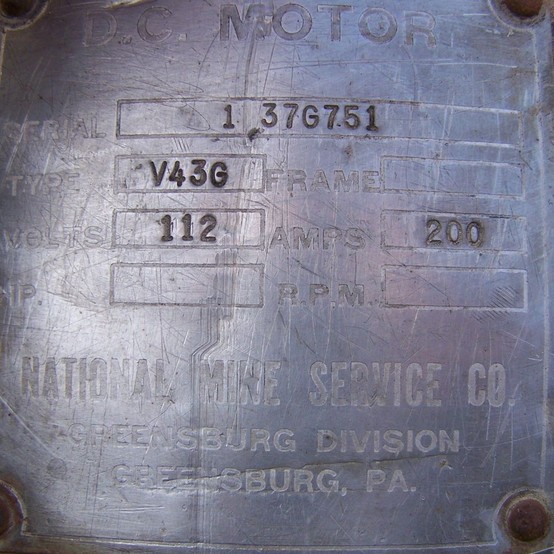 D.C. MOTOR
SERIAL 1 37G751
TYPE V43G FRAME
VOLTS 112 AMPS 200
HP. R.P.M.
NATIONAL MINE SERVICE CO.
GREENSBURG DIVISION
GREENSBURG, PA.